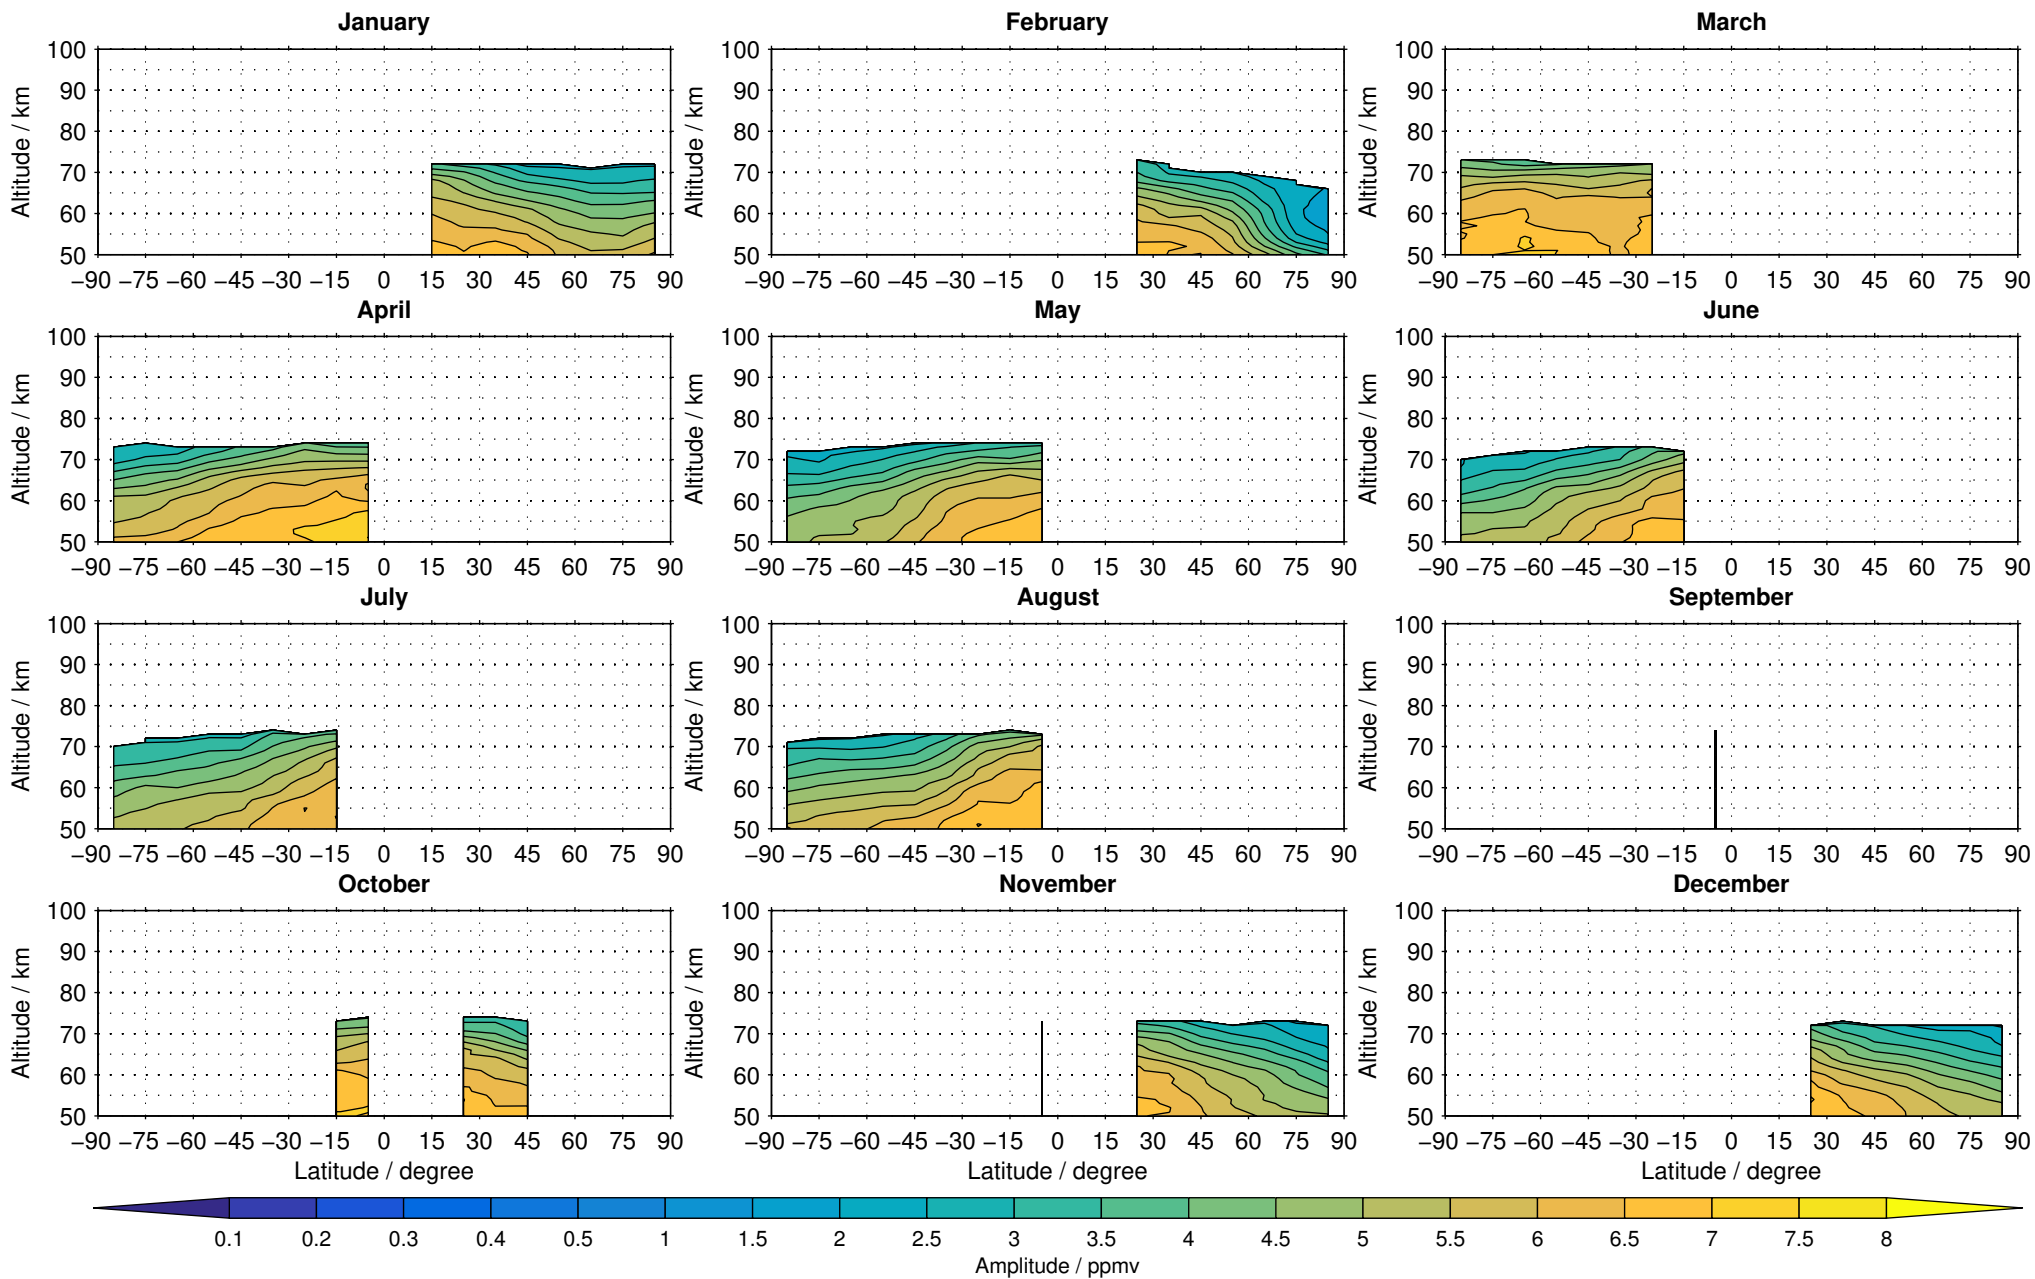 January February March
100 100 100
90 90 90
80 80 80
70 70 70
60 60 60
50 50 50
Altitude / km Altitude / km Altitude / km
−90 −75 −60 −45 −30 −15 0 15 30 45 60 75 90 −90 −75 −60 −45 −30 −15 0 15 30 45 60 75 90 −90 −75 −60 −45 −30 −15 0 15 30 45 60 75 90
April May June
100 100 100
90 90 90
80 80 80
70 70 70
60 60 60
50 50 50
Altitude / km Altitude / km Altitude / km
−90 −75 −60 −45 −30 −15 0 15 30 45 60 75 90 −90 −75 −60 −45 −30 −15 0 15 30 45 60 75 90 −90 −75 −60 −45 −30 −15 0 15 30 45 60 75 90
July August September
100 100 100
90 90 90
80 80 80
70 70 70
60 60 60
50 50 50
Altitude / km Altitude / km Altitude / km
−90 −75 −60 −45 −30 −15 0 15 30 45 60 75 90 −90 −75 −60 −45 −30 −15 0 15 30 45 60 75 90 −90 −75 −60 −45 −30 −15 0 15 30 45 60 75 90
October November December
100 100 100
90 90 90
80 80 80
70 70 70
60 60 60
50 50 50
Altitude / km Altitude / km Altitude / km
−90 −75 −60 −45 −30 −15 0 15 30 45 60 75 90 −90 −75 −60 −45 −30 −15 0 15 30 45 60 75 90 −90 −75 −60 −45 −30 −15 0 15 30 45 60 75 90
Latitude / degree Latitude / degree Latitude / degree
0.1 0.2 0.3 0.4 0.5 1 1.5 2 2.5 3 3.5 4 4.5 5 5.5 6 6.5 7 7.5 8
Amplitude / ppmv